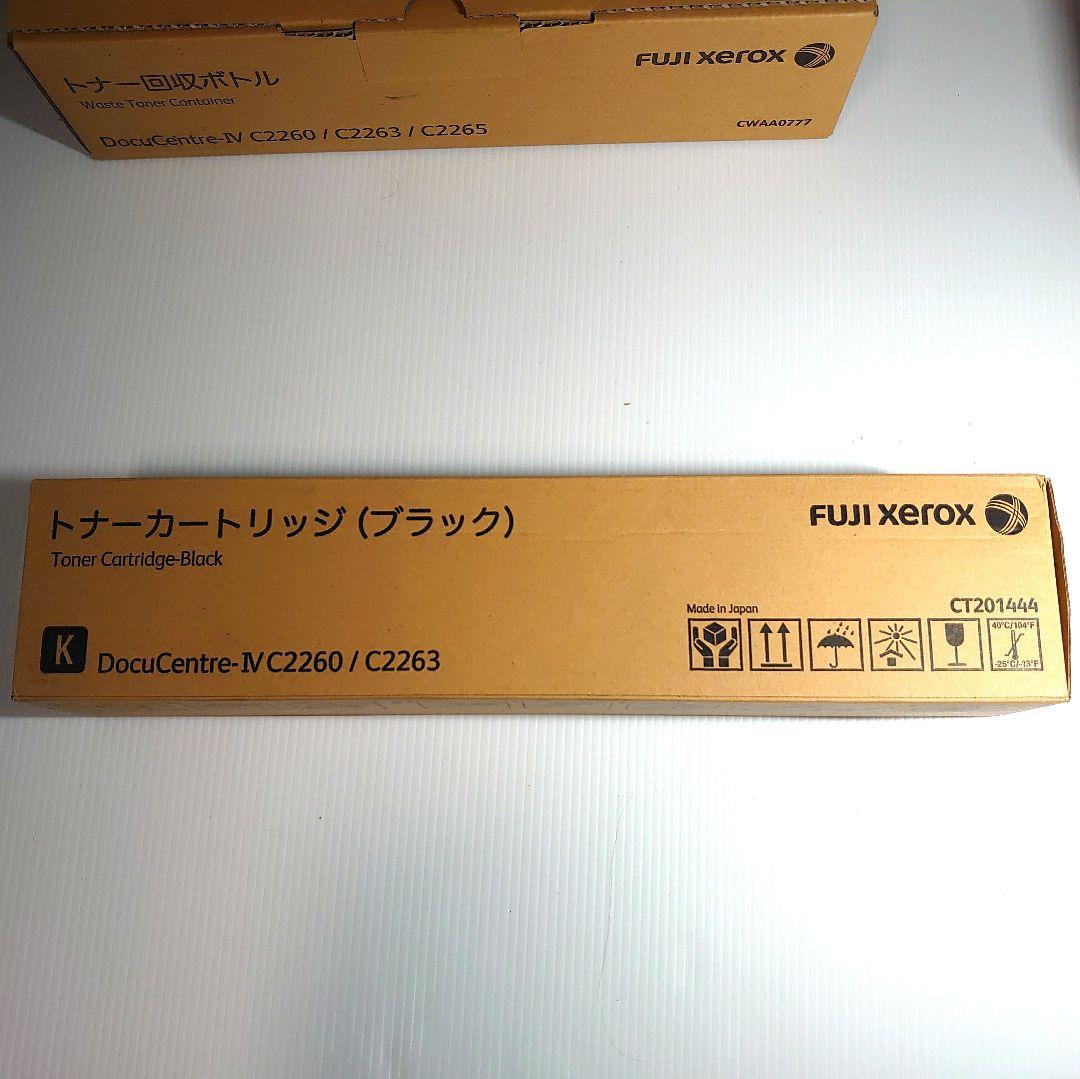 FUJI xerox
トナー回収ボトル
Waste Toner Container
DocuCentre-Ⅳ C2260 / C2263 / C2265
CWAA0777
トナーカートリッジ (ブラック)
Toner Cartridge-Black
FUJI xerox
Made in Japan
CT201444
K
DocuCentre-Ⅳ C2260 / C2263
40°C/104°F
-25°C/-13°F